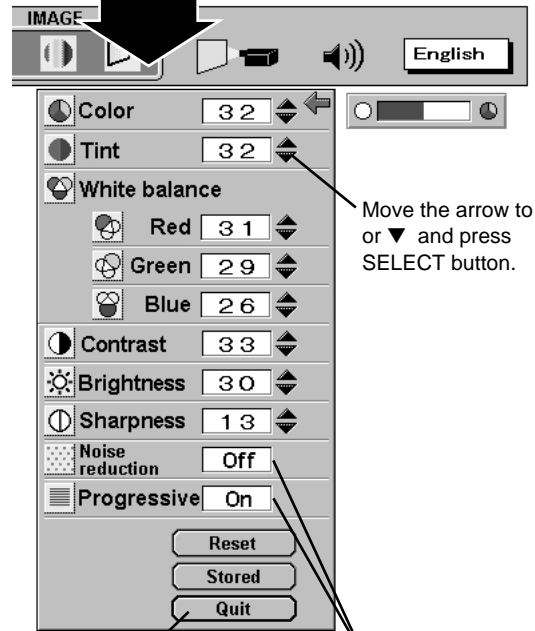 IMAGE
English
Color 32
Tint 32
White balance
Red 31
Green 29
Blue 26
Contrast 33
Brightness 30
Sharpness 13
Noise reduction Off
Progressive On
Reset
Stored
Quit
Move the arrow to
or ▼ and press
SELECT button.